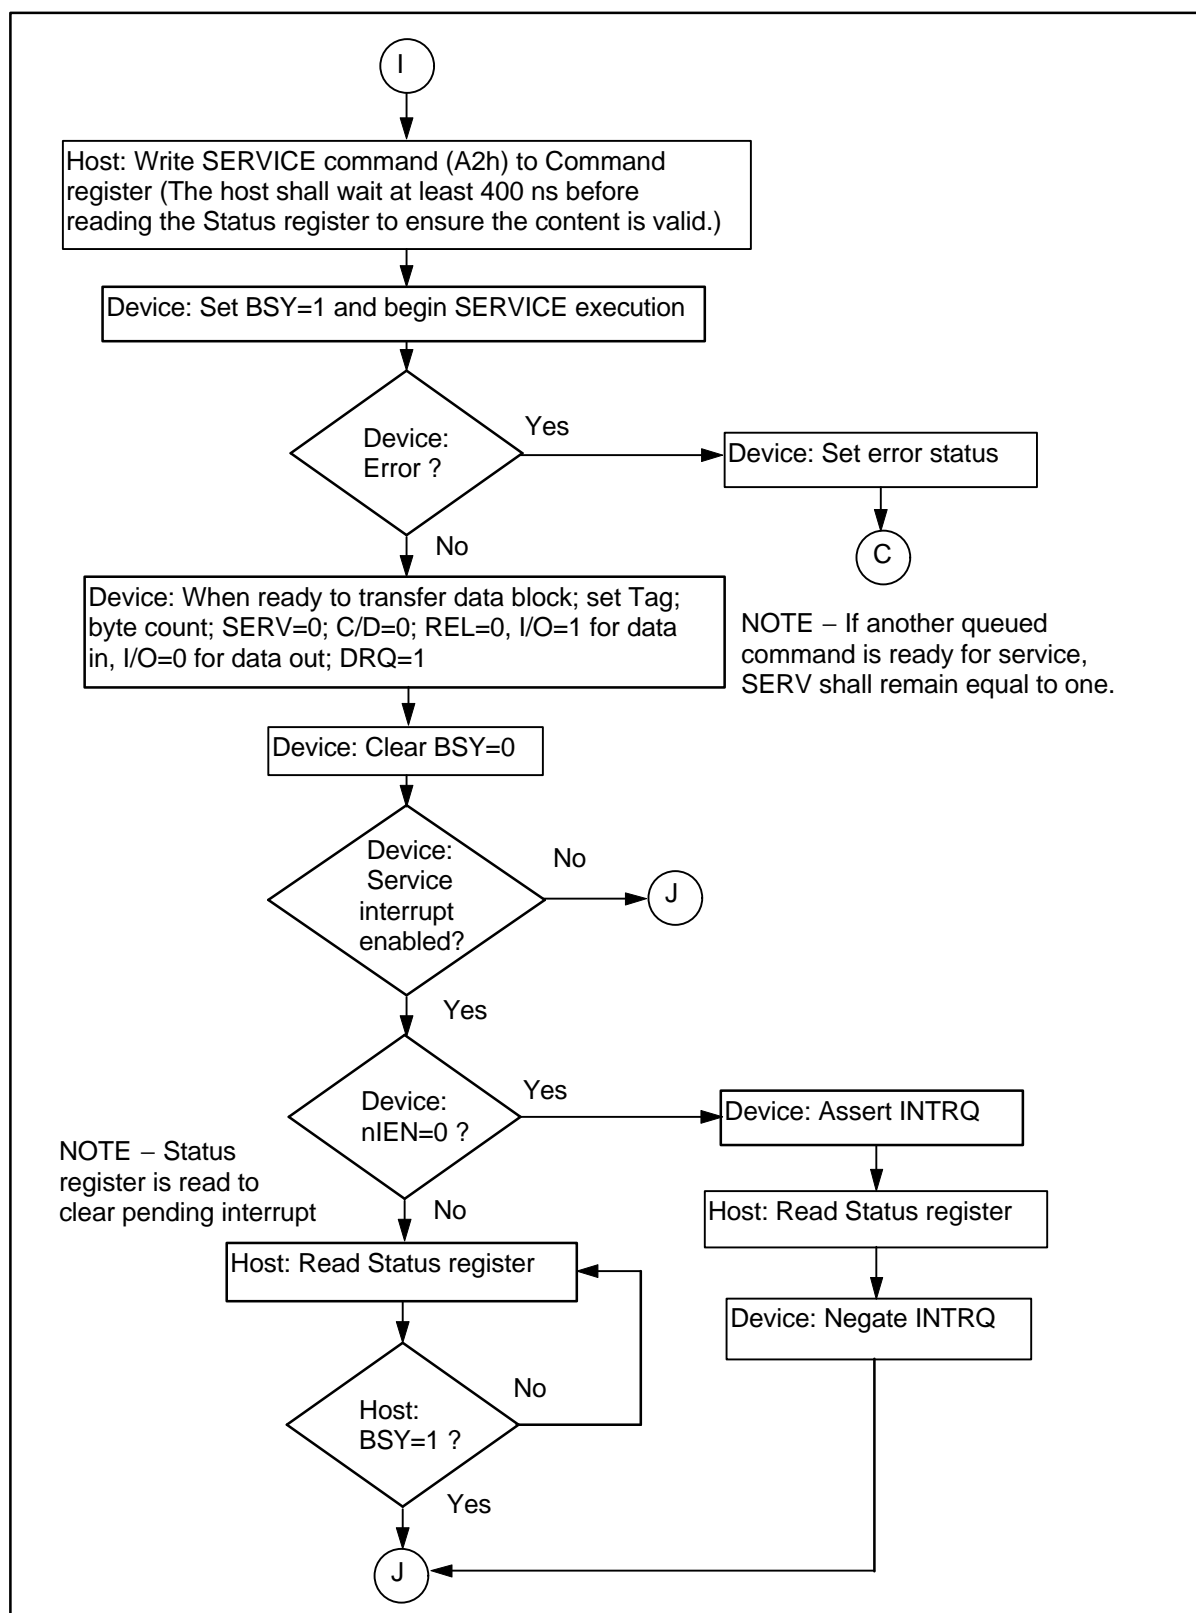 I
Host: Write SERVICE command (A2h) to Command
register (The host shall wait at least 400 ns before
reading the Status register to ensure the content is valid.)
Device: Set BSY=1 and begin SERVICE execution
Device:
Error ?
Yes
Device: Set error status
C
No
Device: When ready to transfer data block; set Tag;
byte count; SERV=0; C/D=0; REL=0, I/O=1 for data
in, I/O=0 for data out; DRQ=1
NOTE – If another queued
command is ready for service,
SERV shall remain equal to one.
Device: Clear BSY=0
Device:
Service
interrupt
enabled?
No
J
Yes
Device:
nIEN=0 ?
Yes
Device: Assert INTRQ
NOTE – Status
register is read to
clear pending interrupt
No
Host: Read Status register
Host: Read Status register
Device: Negate INTRQ
Host:
BSY=1 ?
No
Yes
J